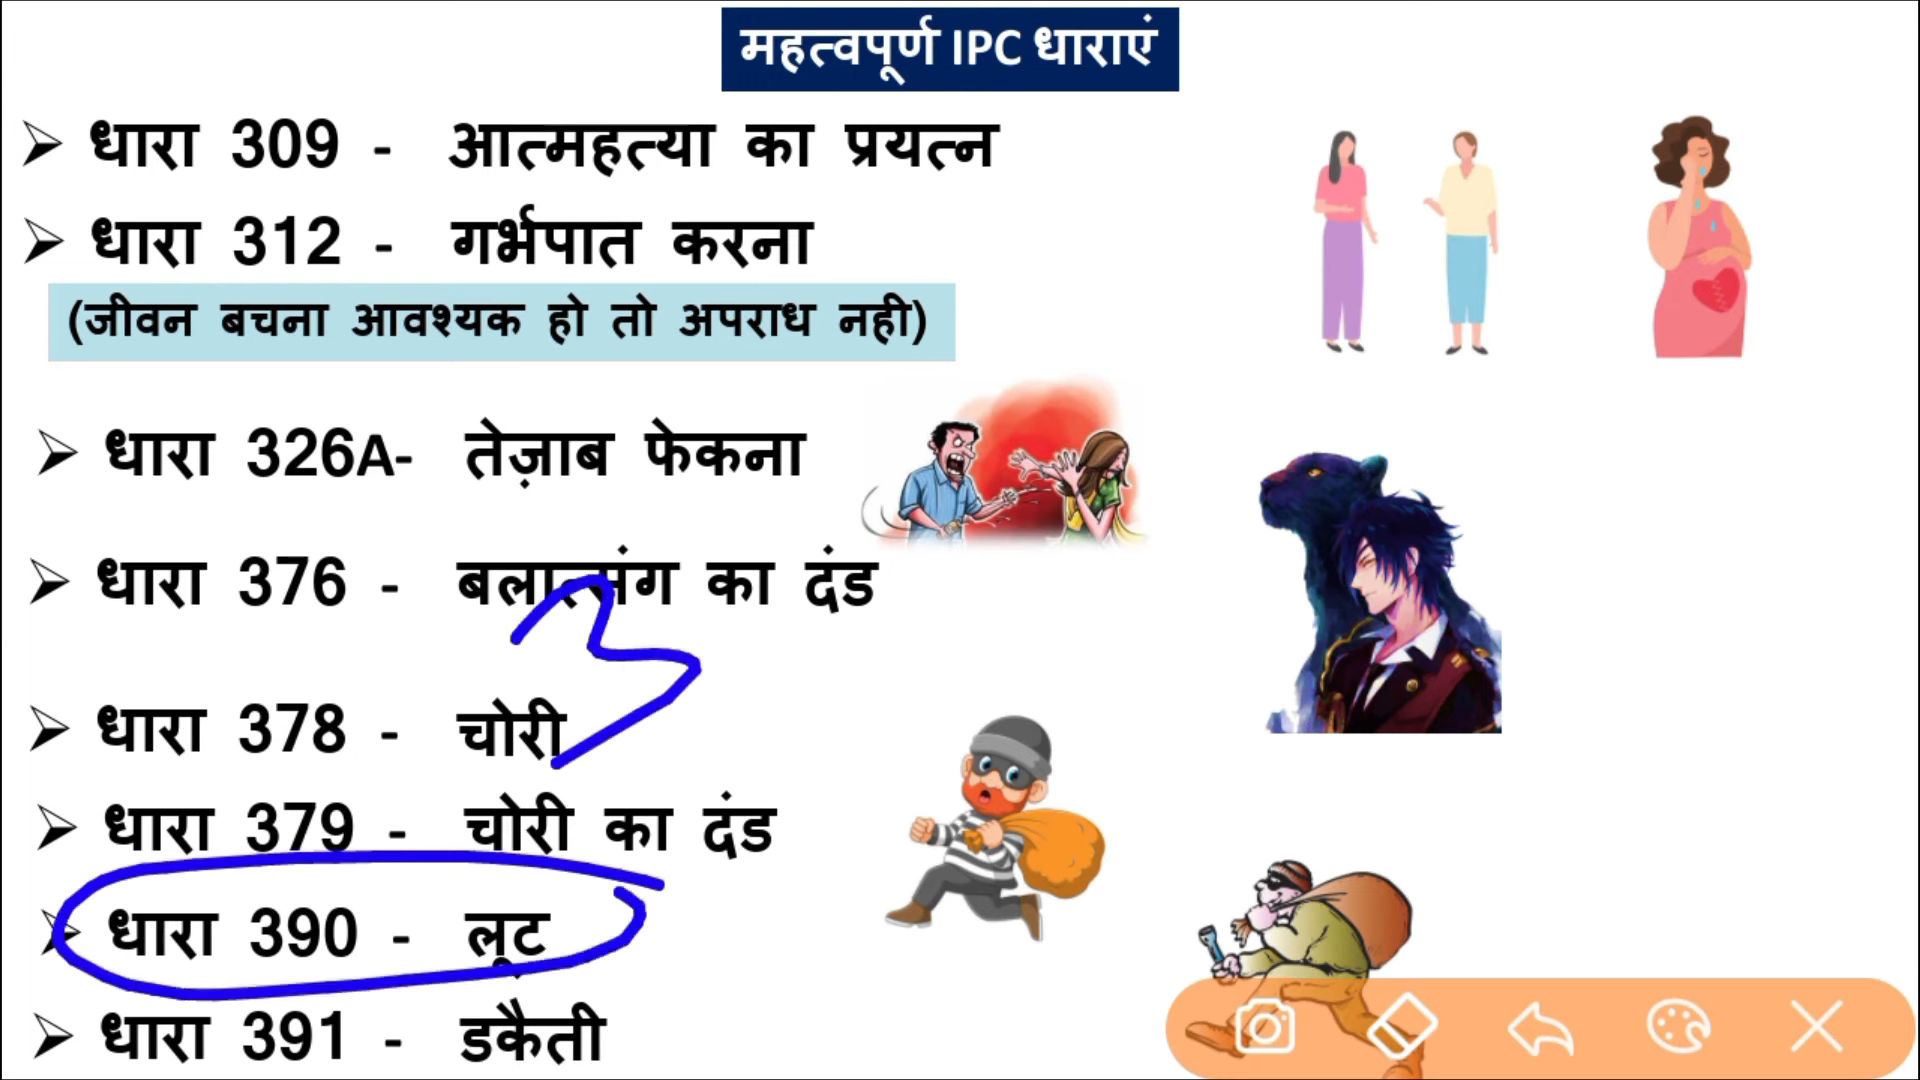 महत्वपूर्ण IPC धाराएं
धारा 309 - आत्महत्या का प्रयत्न
धारा 312 - गर्भपात करना
(जीवन बचना आवश्यक हो तो अपराध नही)
धारा 326A- तेज़ाब फेकना
धारा 376 - बलात्संग का दंड
धारा 378 - चोरी
धारा 379 - चोरी का दंड
धारा 390 - लूट
धारा 391 - डकैती